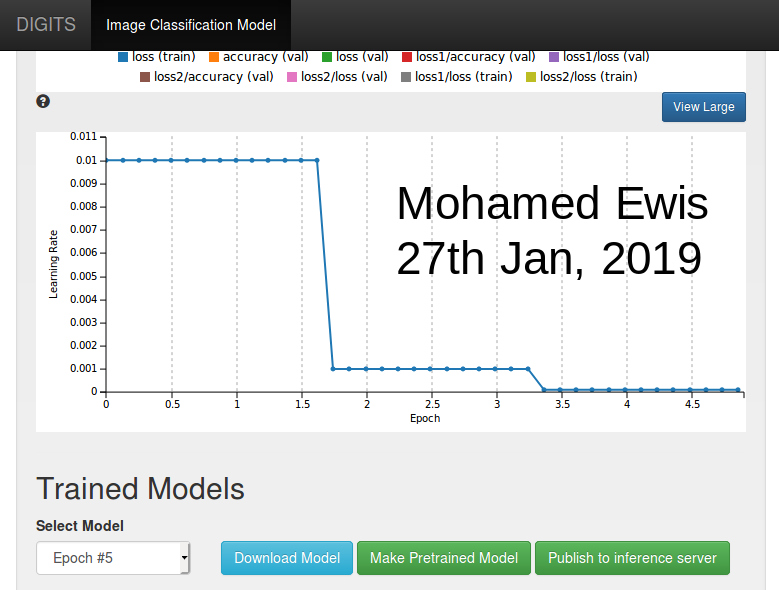 DIGITS Image Classification Model
loss (train) accuracy (val) loss (val) loss1/accuracy (val) loss1/loss (val)
loss2/accuracy (val) loss2/loss (val) loss1/loss (train) loss2/loss (train)
?
View Large
0.011
0.01
0.009
0.008
0.007
0.006
0.005
0.004
0.003
0.002
0.001
0
Learning Rate
Mohamed Ewis
27th Jan, 2019
0 0.5 1 1.5 2 2.5 3 3.5 4 4.5
Epoch
Trained Models
Select Model
Epoch #5 Download Model Make Pretrained Model Publish to inference server